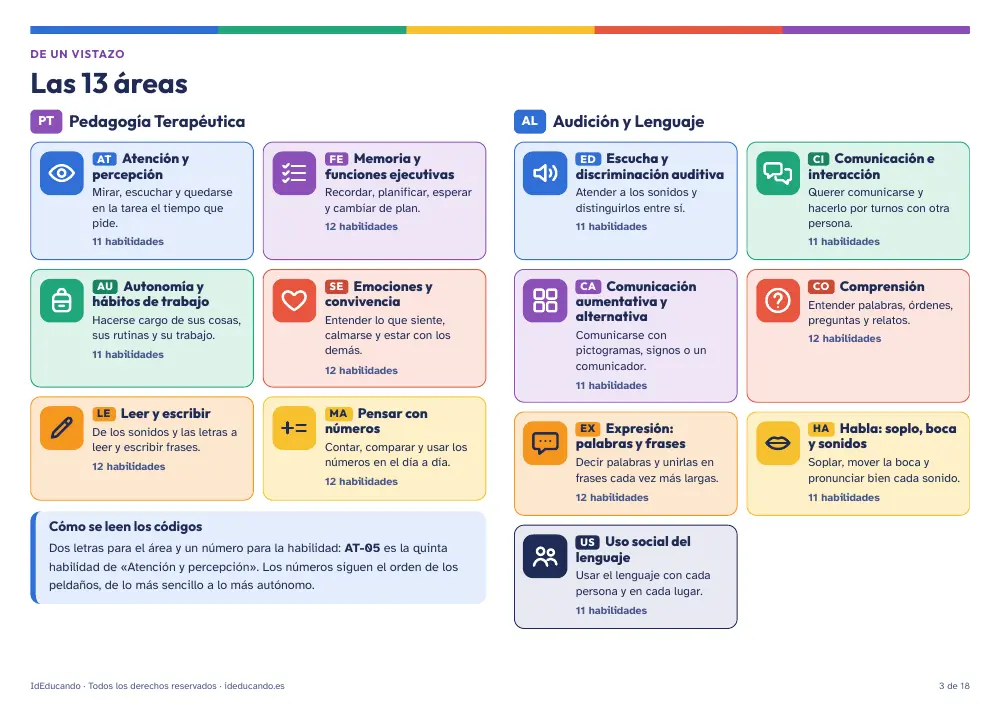 DE UN VISTAZO
Las 13 áreas
PT Pedagogía Terapéutica
AT Atención y
percepción
Mirar, escuchar y quedarse
en la tarea el tiempo que
pide.
11 habilidades
FE Memoria y
funciones ejecutivas
Recordar, planificar, esperar
y cambiar de plan.
12 habilidades
AU Autonomía y
hábitos de trabajo
Hacerse cargo de sus cosas,
sus rutinas y su trabajo.
11 habilidades
SE Emociones y
convivencia
Entender lo que siente,
calmarse y estar con los
demás.
12 habilidades
LE Leer y escribir
De los sonidos y las letras a
leer y escribir frases.
12 habilidades
MA Pensar con
números
Contar, comparar y usar los
números en el día a día.
12 habilidades
Cómo se leen los códigos
Dos letras para el área y un número para la habilidad: AT-05 es la quinta
habilidad de «Atención y percepción». Los números siguen el orden de los
peldaños, de lo más sencillo a lo más autónomo.
AL Audición y Lenguaje
ED Escucha y
discriminación auditiva
Atender a los sonidos y
distinguirlos entre sí.
11 habilidades
CI Comunicación e
interacción
Querer comunicarse y
hacerlo por turnos con otra
persona.
11 habilidades
CA Comunicación
aumentativa y
alternativa
Comunicarse con
pictogramas, signos o un
comunicador.
11 habilidades
CO Comprensión
Entender palabras, órdenes,
preguntas y relatos.
12 habilidades
EX Expresión:
palabras y frases
Decir palabras y unirlas en
frases cada vez más largas.
12 habilidades
HA Habla: soplo, boca
y sonidos
Soplar, mover la boca y
pronunciar bien cada sonido.
11 habilidades
US Uso social del
lenguaje
Usar el lenguaje con cada
persona y en cada lugar.
11 habilidades
IdEducando · Todos los derechos reservados · ideducando.es
3 de 18